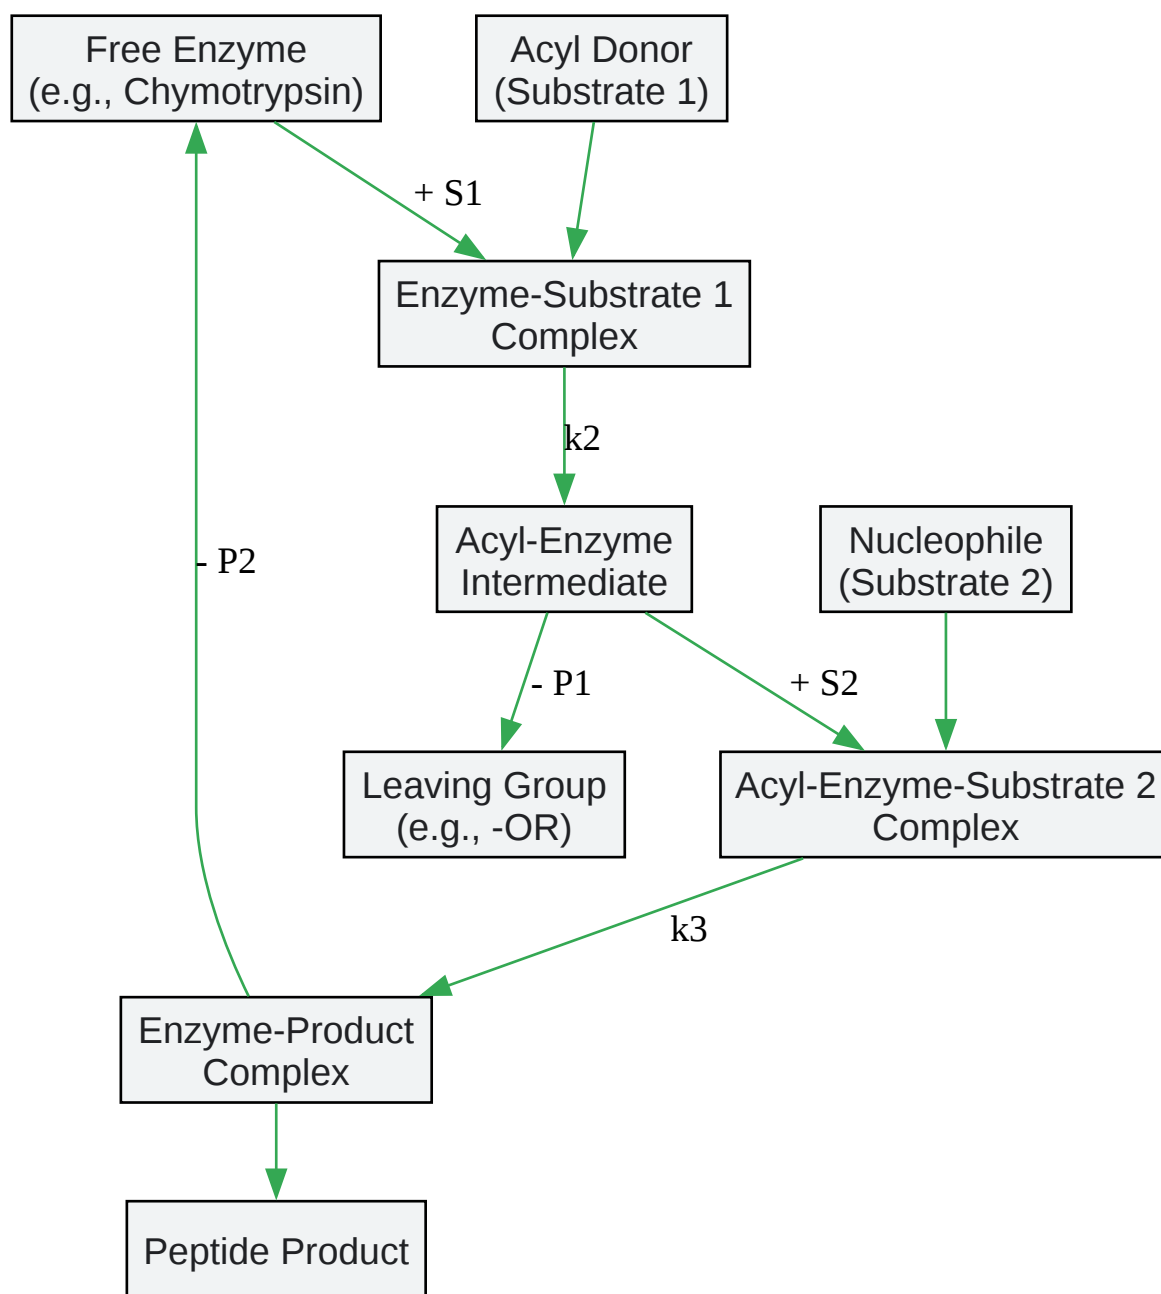 Free Enzyme
(e.g., Chymotrypsin)
Acyl Donor
(Substrate 1)
+ S1
Enzyme-Substrate 1
Complex
k2
Acyl-Enzyme
Intermediate
Nucleophile
(Substrate 2)
- P2
- P1
+ S2
Leaving Group
(e.g., -OR)
Acyl-Enzyme-Substrate 2
Complex
k3
Enzyme-Product
Complex
Peptide Product